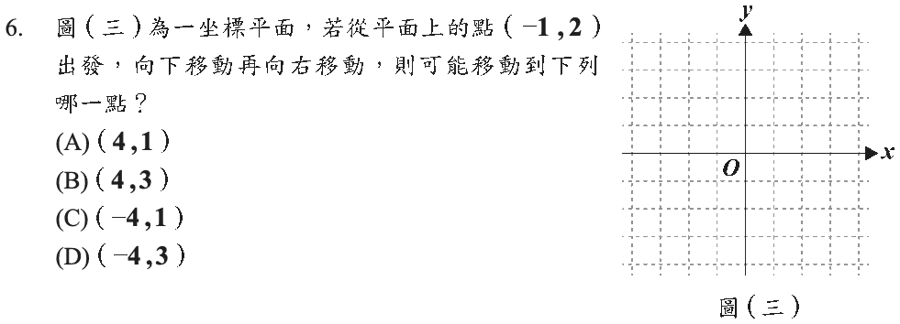 6. 圖(三)為一坐標平面，若從平面上的點(-1,2)
出發，向下移動再向右移動，則可能移動到下列
哪一點？
(A)(4,1)
(B)(4,3)
(C)(-4,1)
(D)(-4,3)
y
x
O
圖(三)